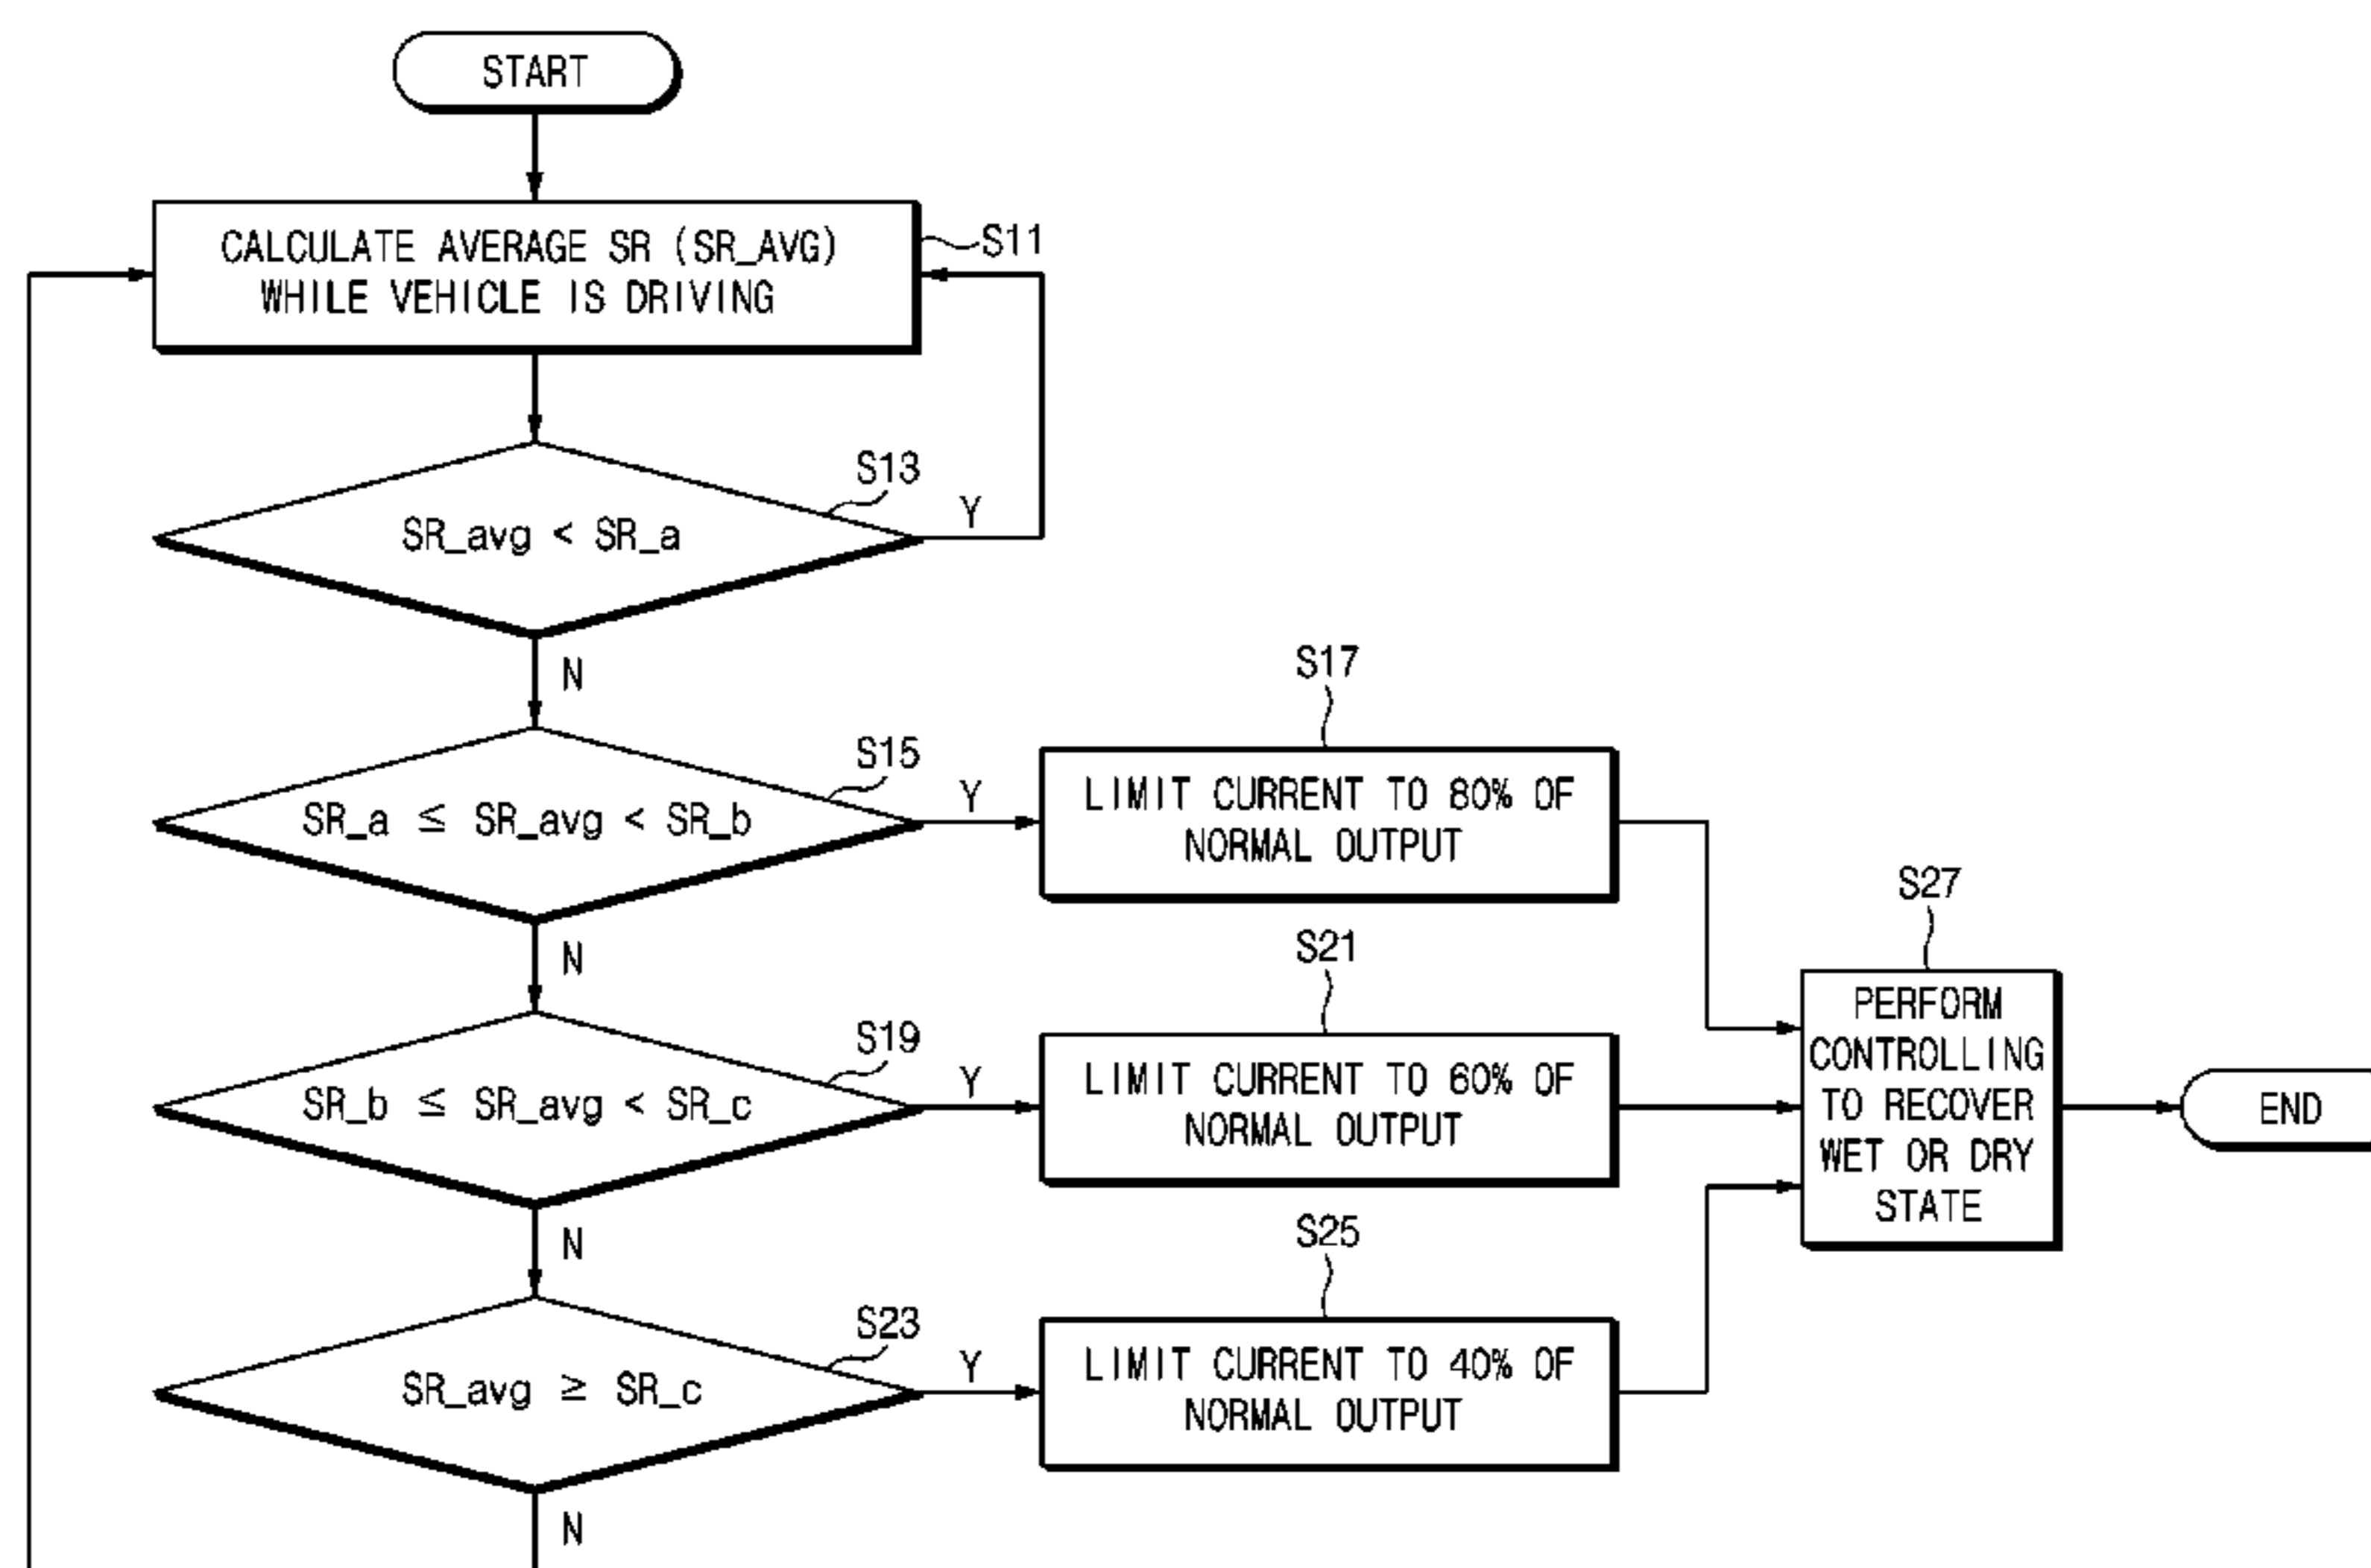 START
CALCULATE AVERAGE SR (SR_AVG)
WHILE VEHICLE IS DRIVING
S11
SR_avg < SR_a
S13
Y
N
SR_a ≤ SR_avg < SR_b
S15
Y
LIMIT CURRENT TO 80% OF
NORMAL OUTPUT
S17
N
SR_b ≤ SR_avg < SR_c
S19
Y
LIMIT CURRENT TO 60% OF
NORMAL OUTPUT
S21
N
SR_avg ≥ SR_c
S23
Y
LIMIT CURRENT TO 40% OF
NORMAL OUTPUT
S25
N
S27
PERFORM
CONTROLLING
TO RECOVER
WET OR DRY
STATE
END